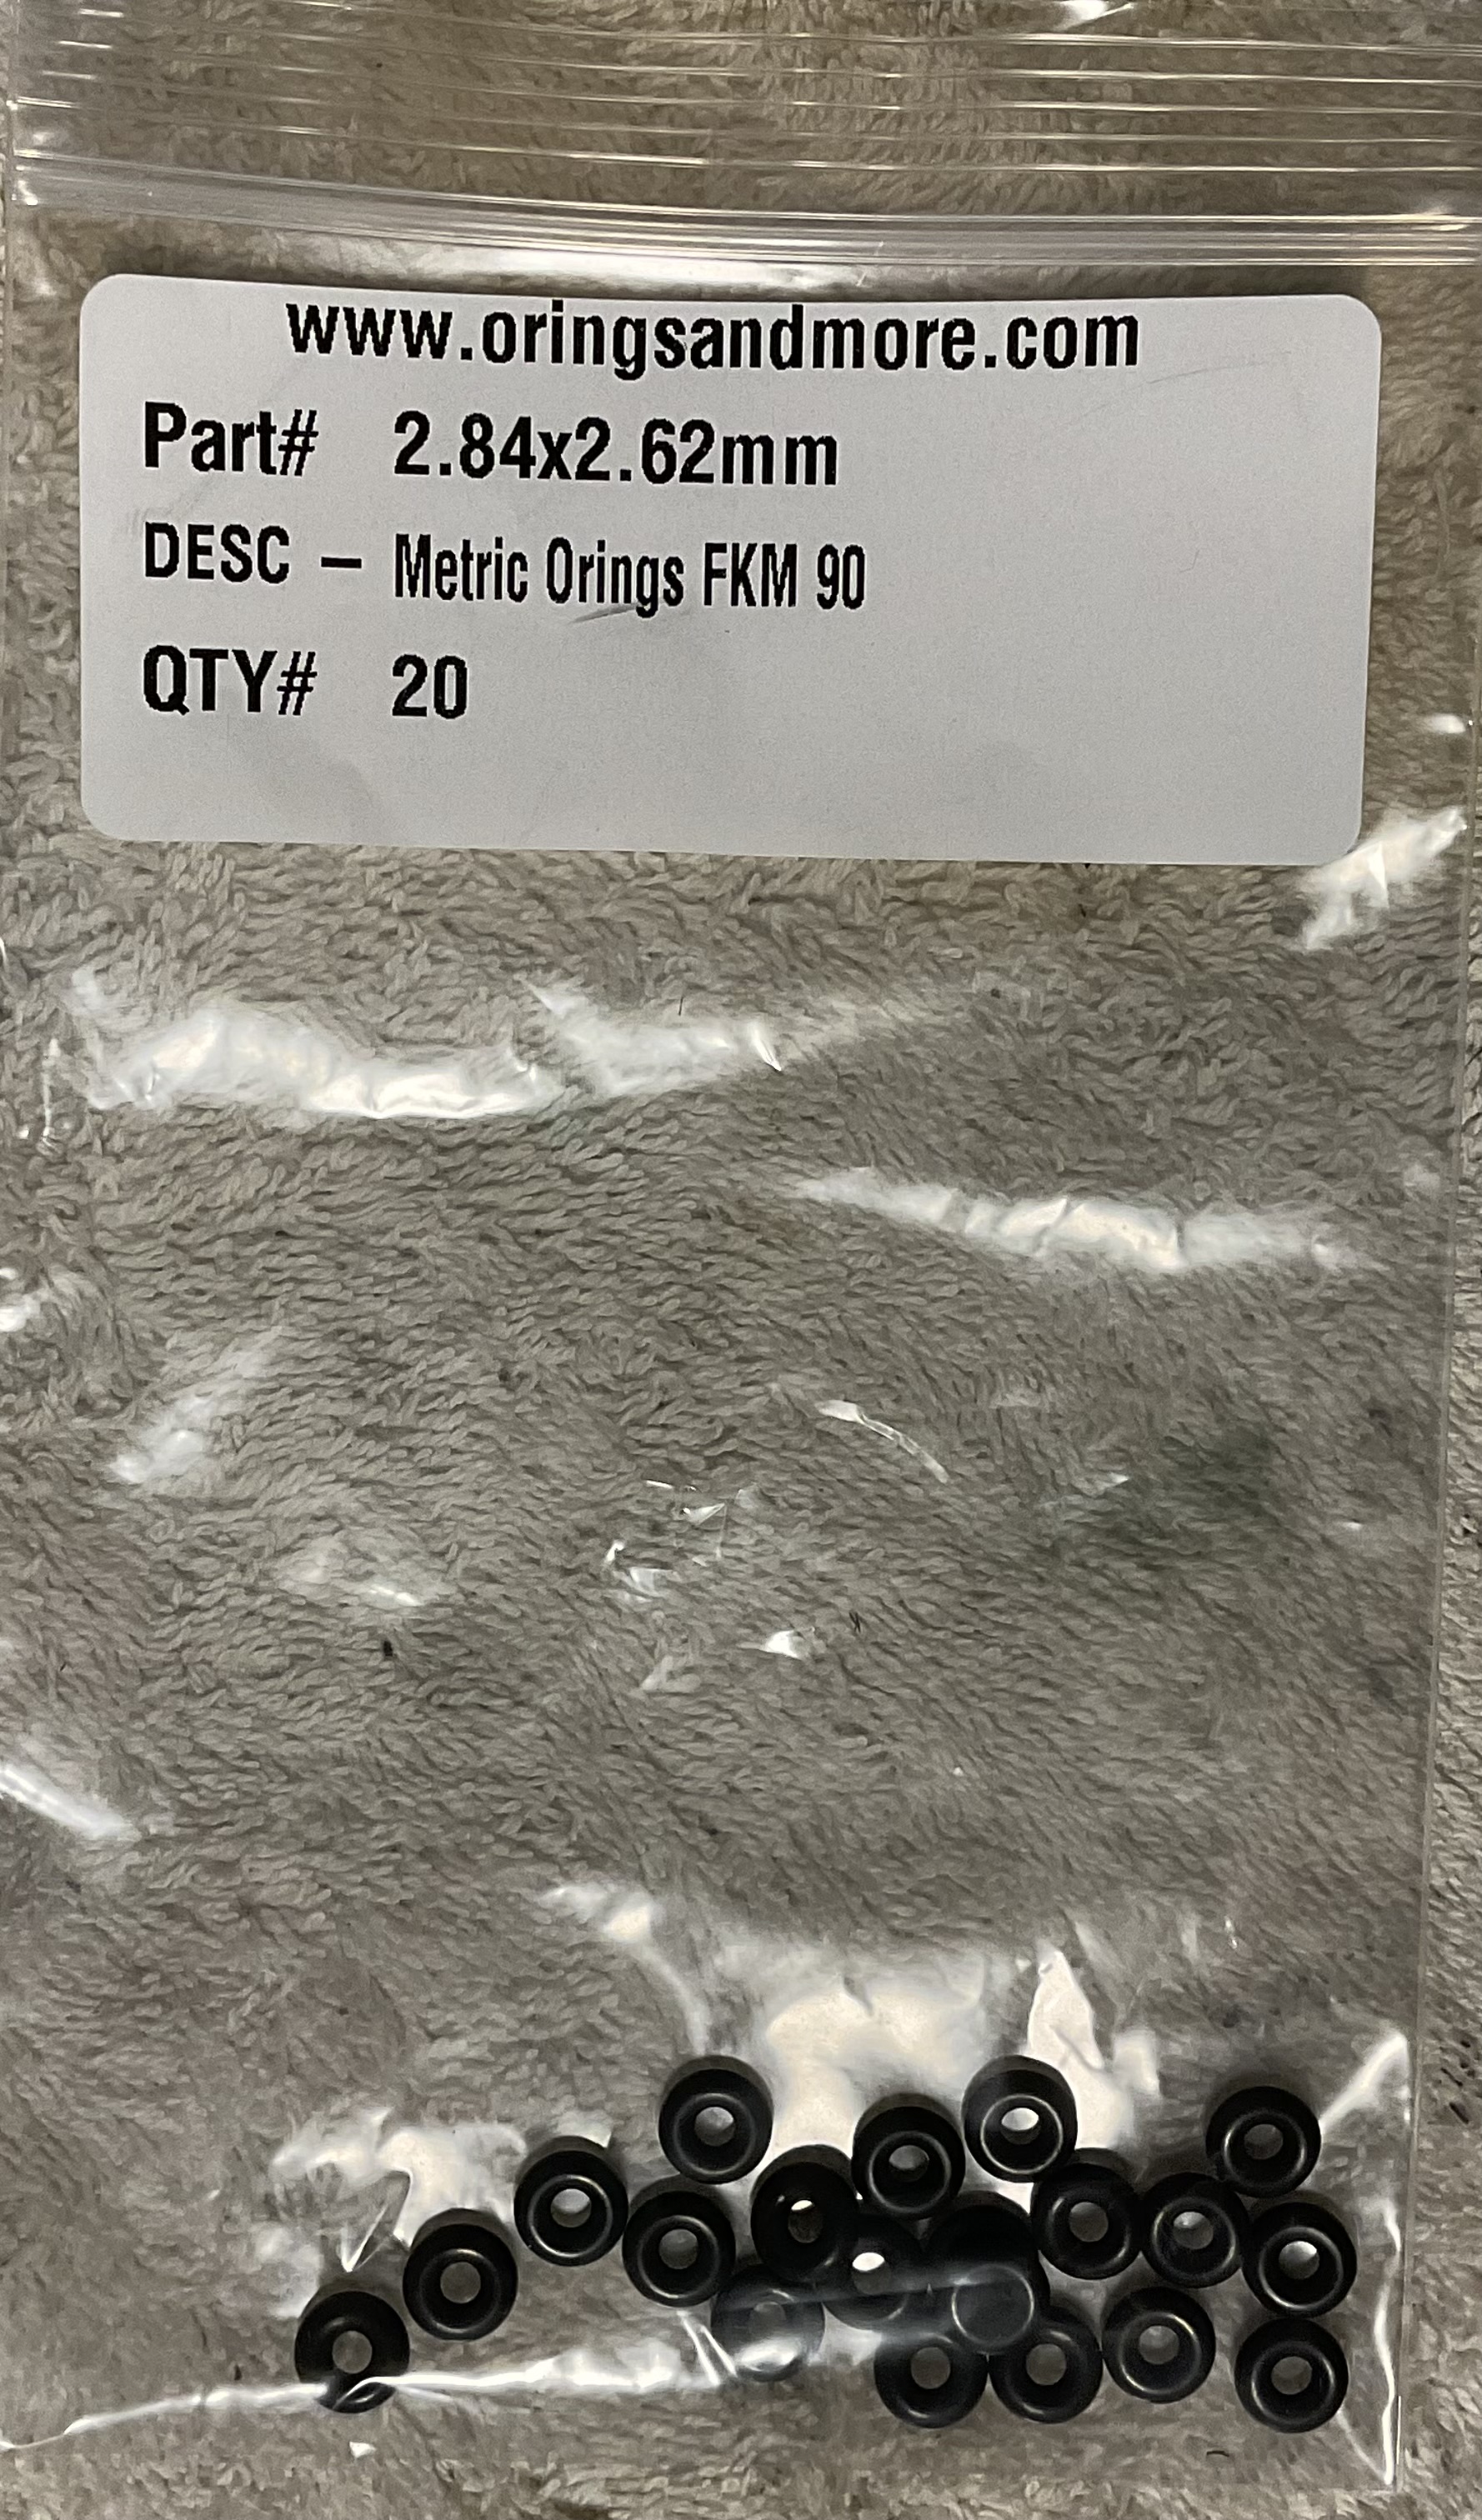 www.oringsandmore.com
Part# 2.84x2.62mm
DESC – Metric Orings FKM 90
QTY# 20